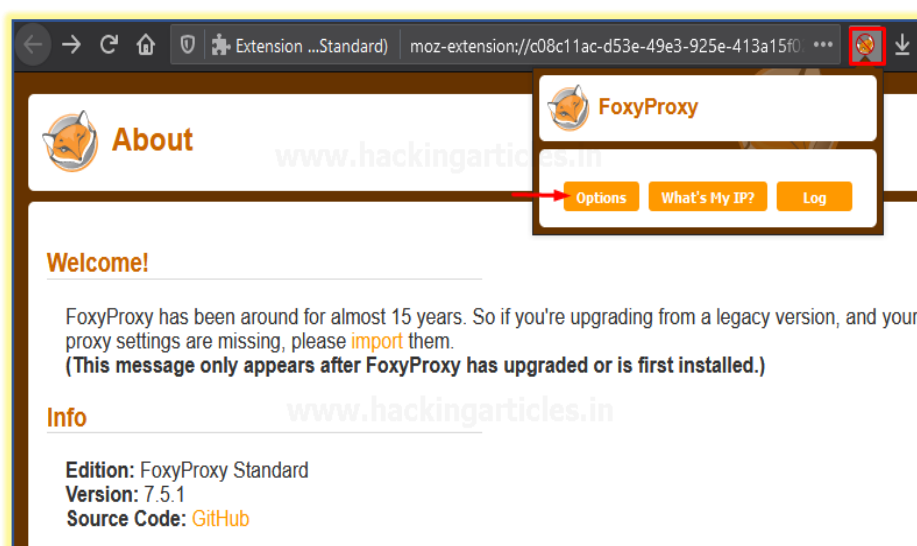 Extension ...Standard) moz-extension://c08c11ac-d53e-49e3-925e-413a15f0
FoxyProxy
About
www.hackingarticles.in
Options What's My IP? Log
Welcome!
FoxyProxy has been around for almost 15 years. So if you're upgrading from a legacy version, and your
proxy settings are missing, please import them.
(This message only appears after FoxyProxy has upgraded or is first installed.)
www.hackingarticles.in
Info
Edition: FoxyProxy Standard
Version: 7.5.1
Source Code: GitHub